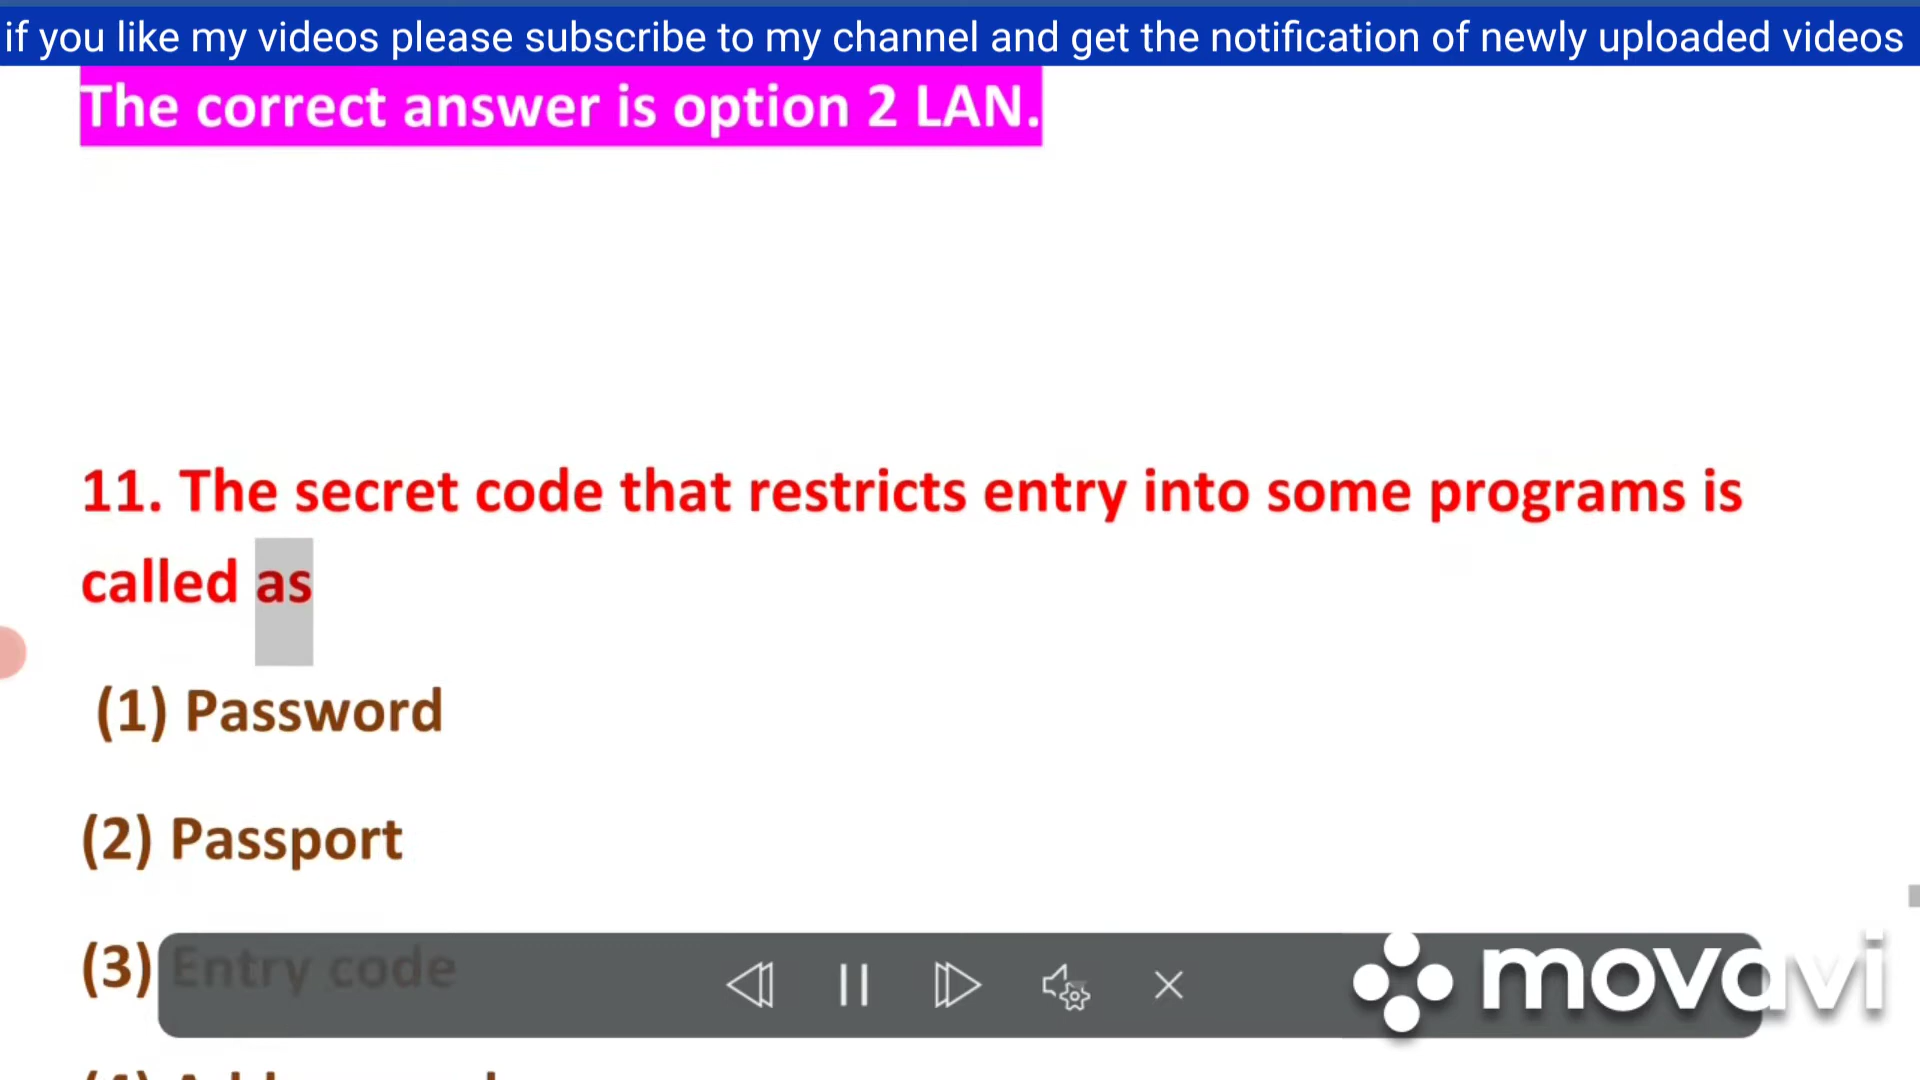 if you like my videos please subscribe to my channel and get the notification of newly uploaded videos
The correct answer is option 2 LAN.
11. The secret code that restricts entry into some programs is
called as
(1) Password
(2) Passport
(3) Entry code
movavi